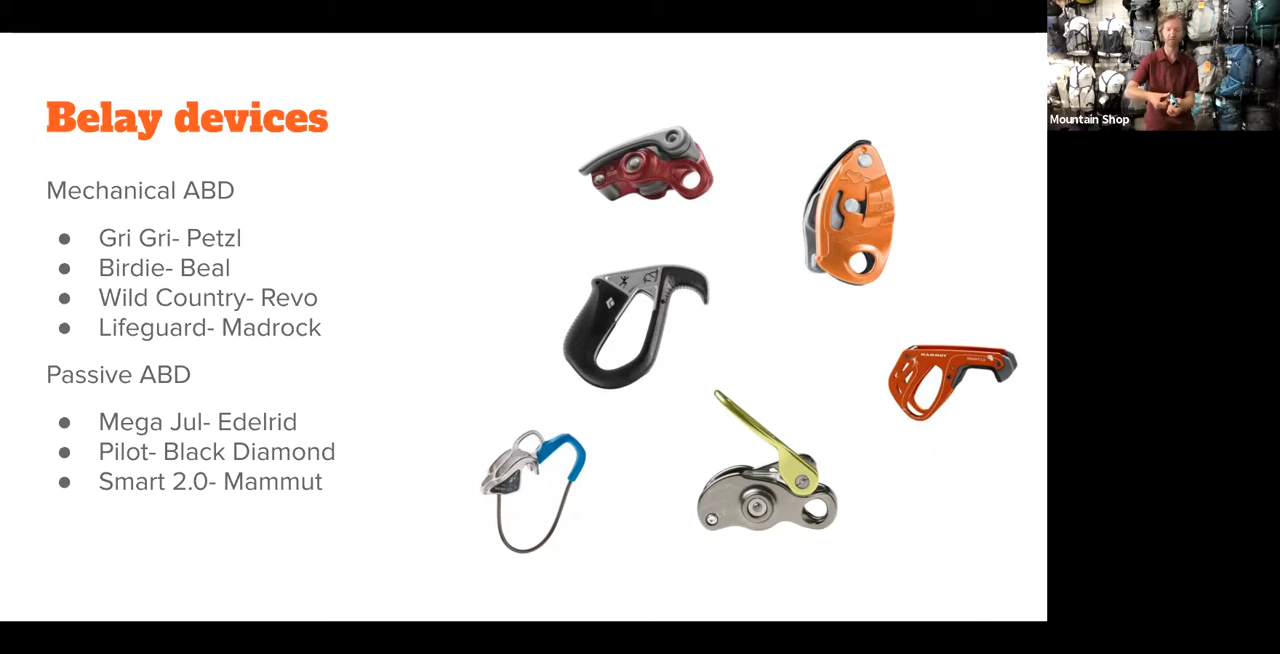 Belay devices
Mechanical ABD
Gri Gri- Petzl
Birdie- Beal
Wild Country- Revo
Lifeguard- Madrock
Passive ABD
Mega Jul- Edelrid
Pilot- Black Diamond
Smart 2.0- Mammut
MAMMUT
Mountain Shop